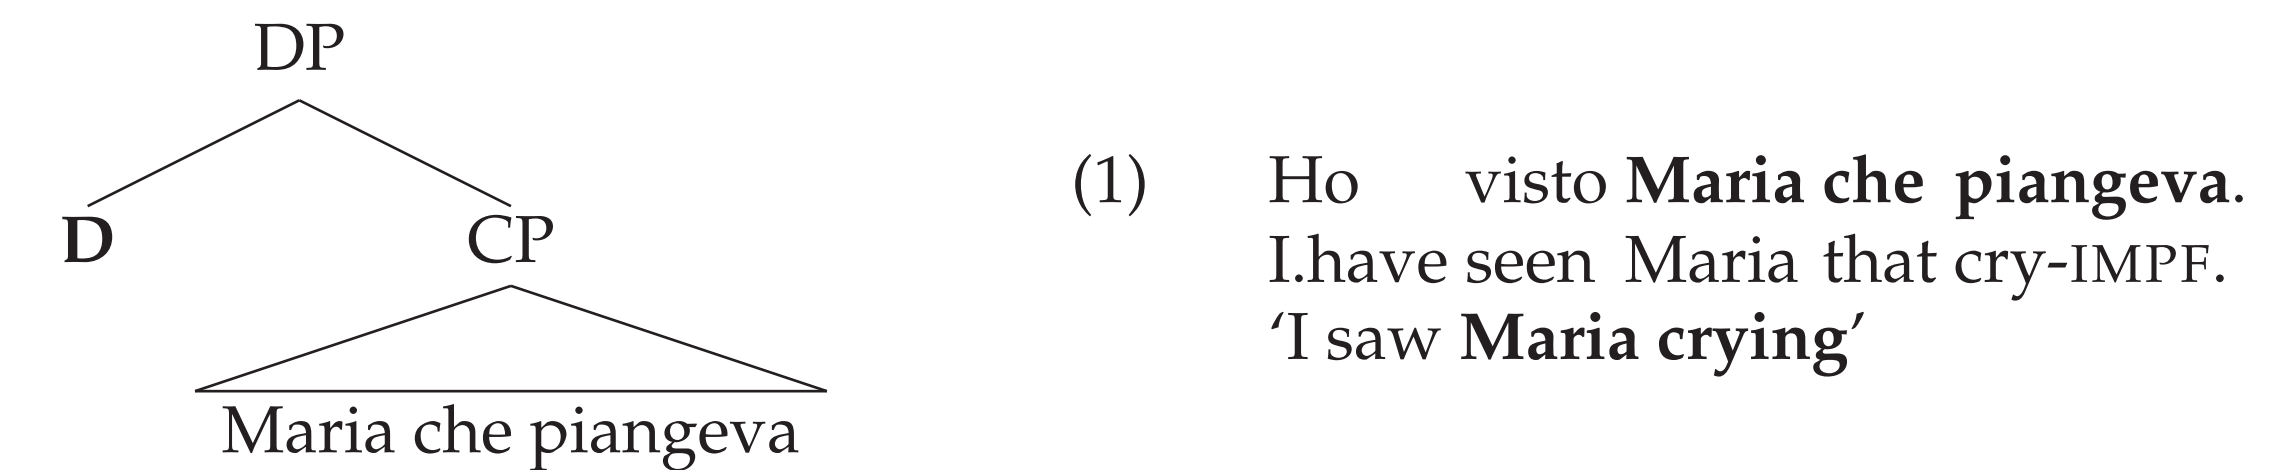 DP
D CP
Maria che piangeva
(1) Ho visto Maria che piangeva.
I.have seen Maria that cry-IMPF.
‘I saw Maria crying’